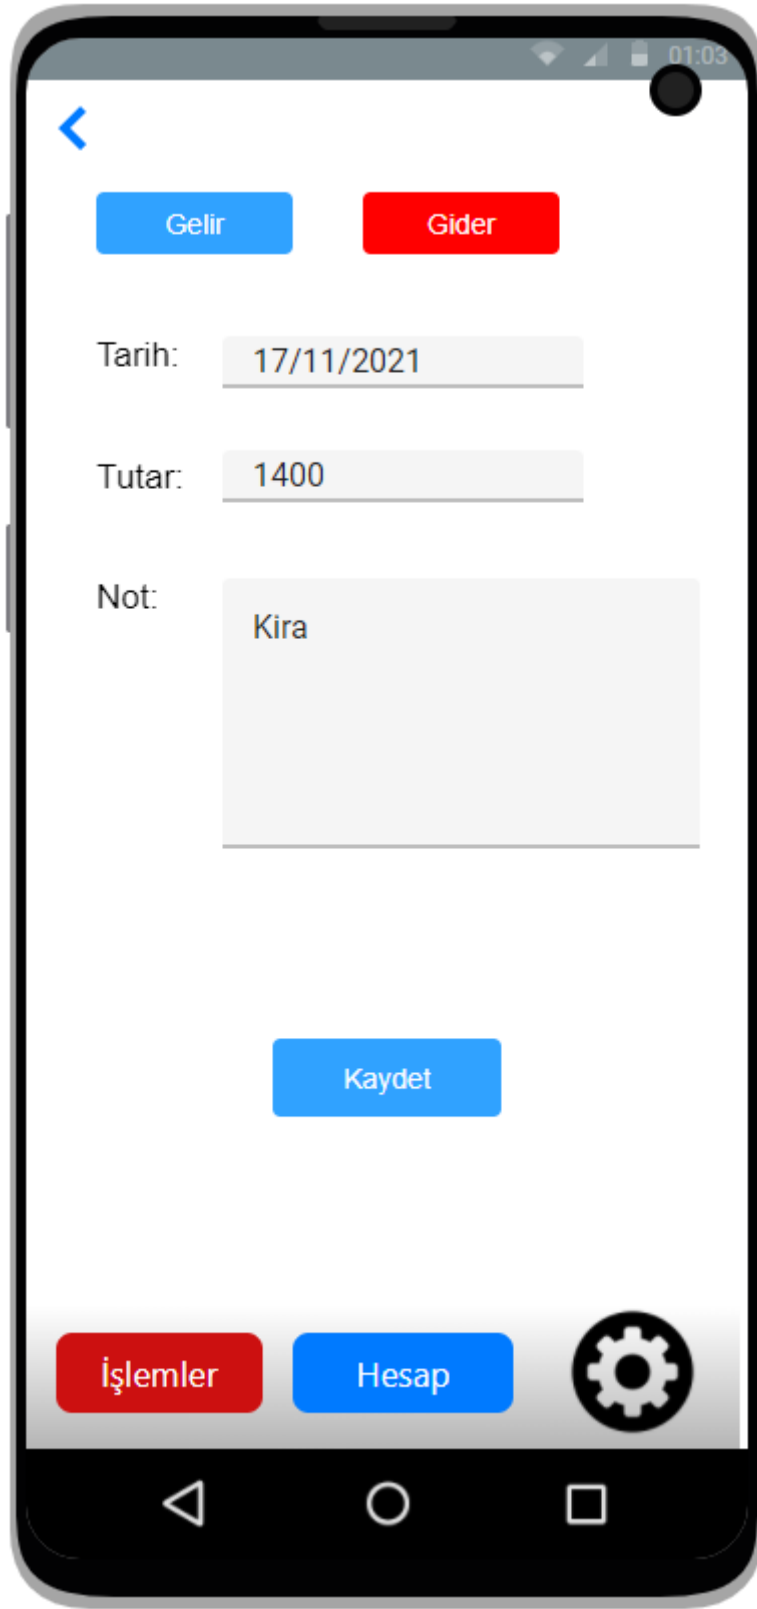 01:03
Gelir
Gider
Tarih: 17/11/2021
Tutar: 1400
Not: Kira
Kaydet
İşlemler
Hesap